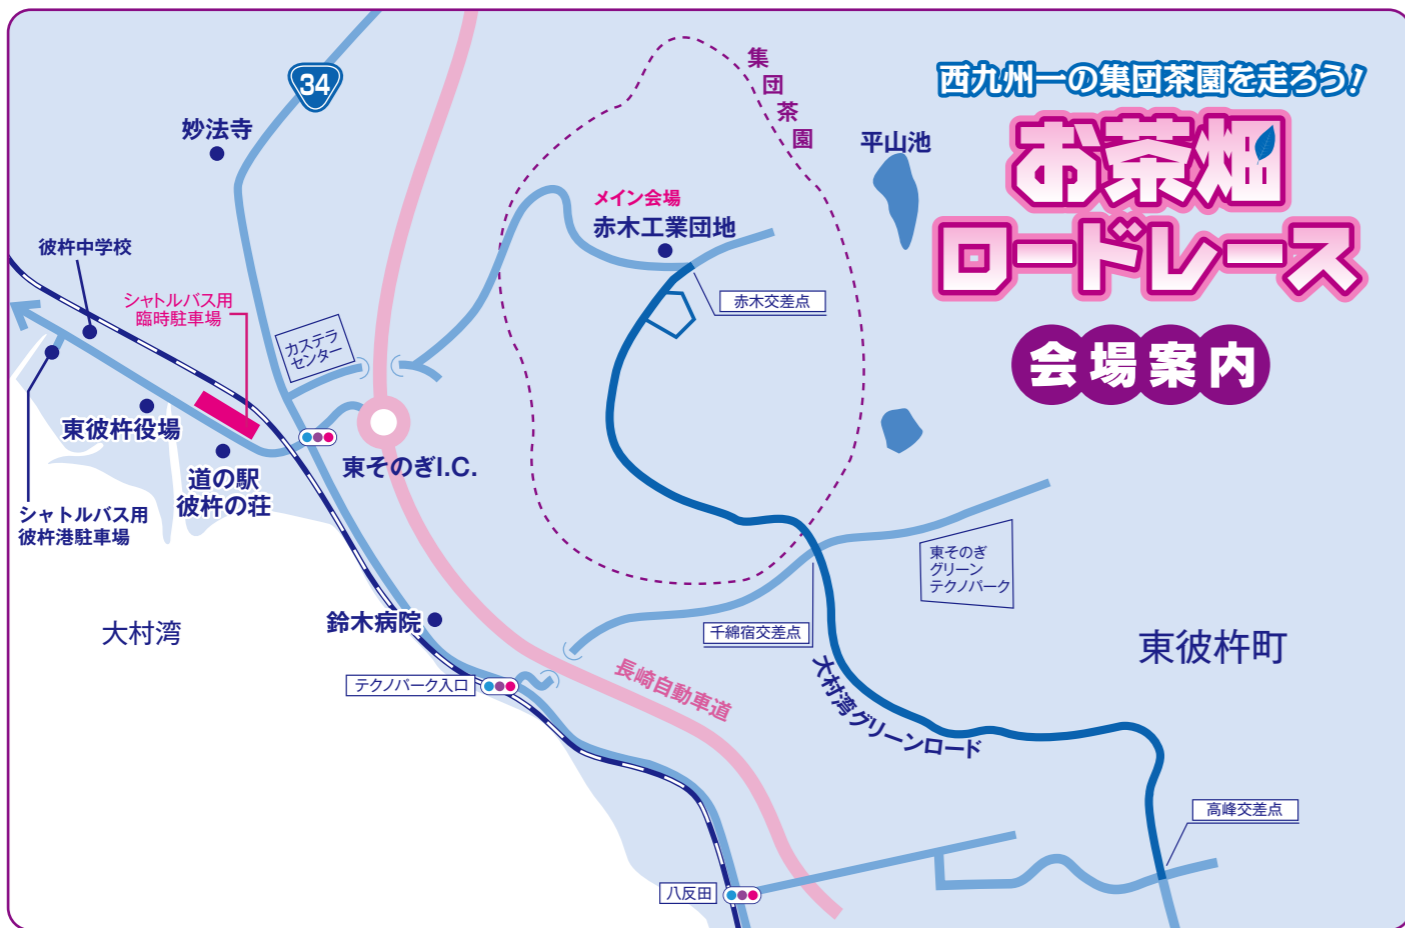 西九州一の集団茶園を走ろう!
お茶畑
ロードレース
会場案内
34
妙法寺
集団茶園
平山池
メイン会場
赤木工業団地
彼杵中学校
シャトルバス用
臨時駐車場
赤木交差点
カステラ
センター
東彼杵役場
道の駅
彼杵の荘
東そのぎI.C.
シャトルバス用
彼杵港駐車場
東そのぎ
グリーン
テクノパーク
大村湾
鈴木病院
千綿宿交差点
東彼杵町
テクノパーク入口
長崎自動車道
大村湾グリーンロード
高峰交差点
八反田